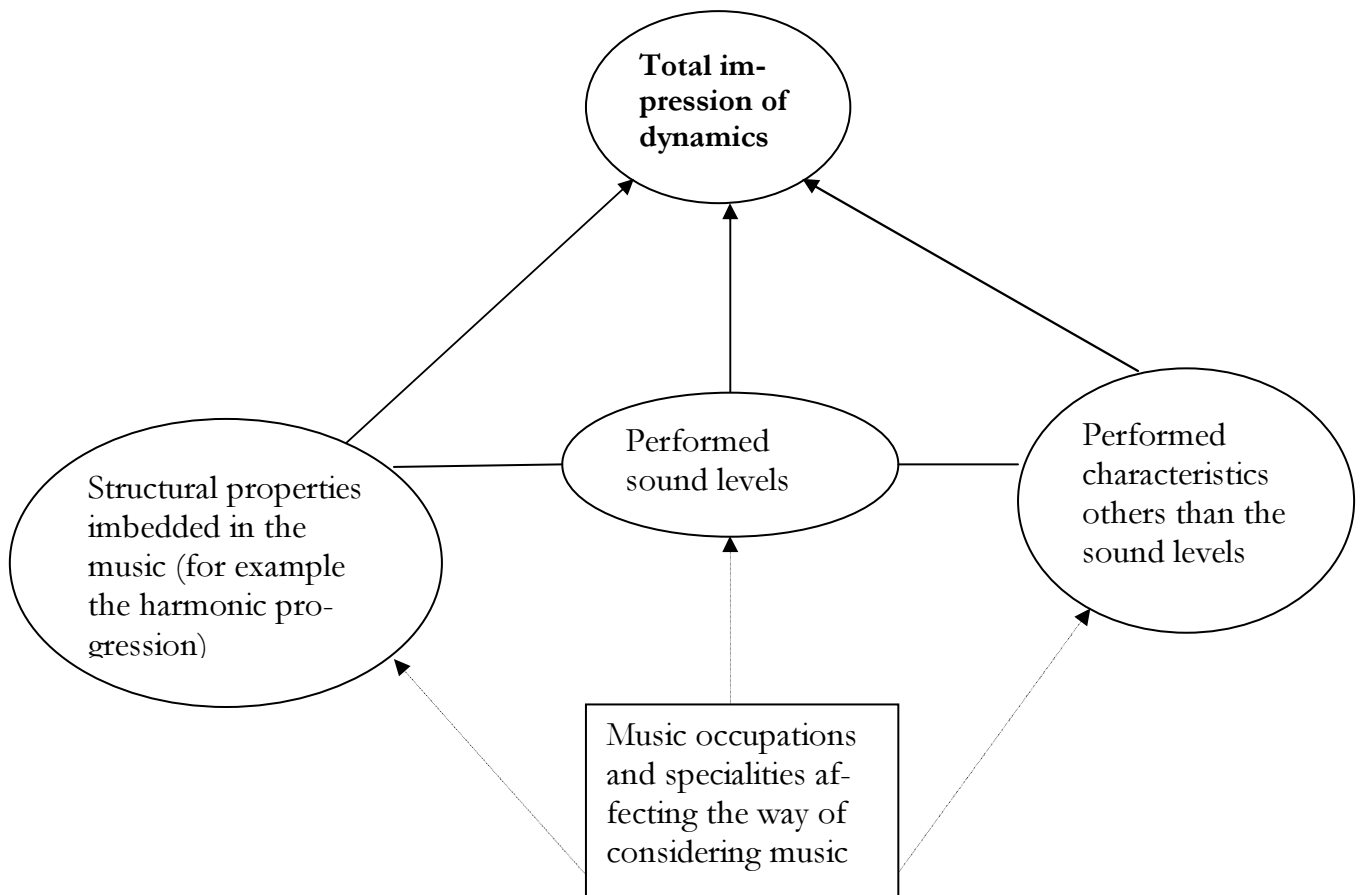 Total im-
pression of
dynamics
Structural properties
imbedded in the
music (for example
the harmonic pro-
gression)
Performed
sound levels
Performed
characteristics
others than the
sound levels
Music occupations
and specialities af-
fecting the way of
considering music